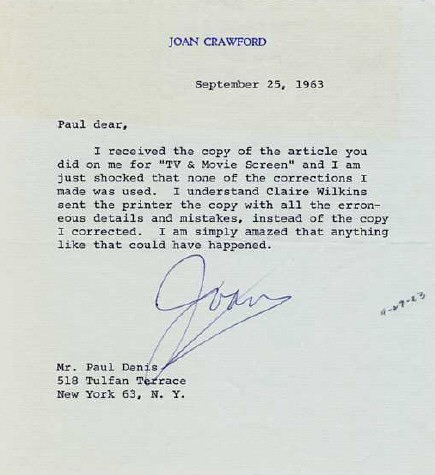 JOAN CRAWFORD
September 25, 1963
Paul dear,
I received the copy of the article you
did on me for "TV & Movie Screen" and I am
just shocked that none of the corrections I
made was used. I understand Claire Wilkins
sent the printer the copy with all the erron-
eous details and mistakes, instead of the copy
I corrected. I am simply amazed that anything
like that could have happened.
Joan
Mr. Paul Denis
518 Tulfan Terrace
New York 63, N. Y.